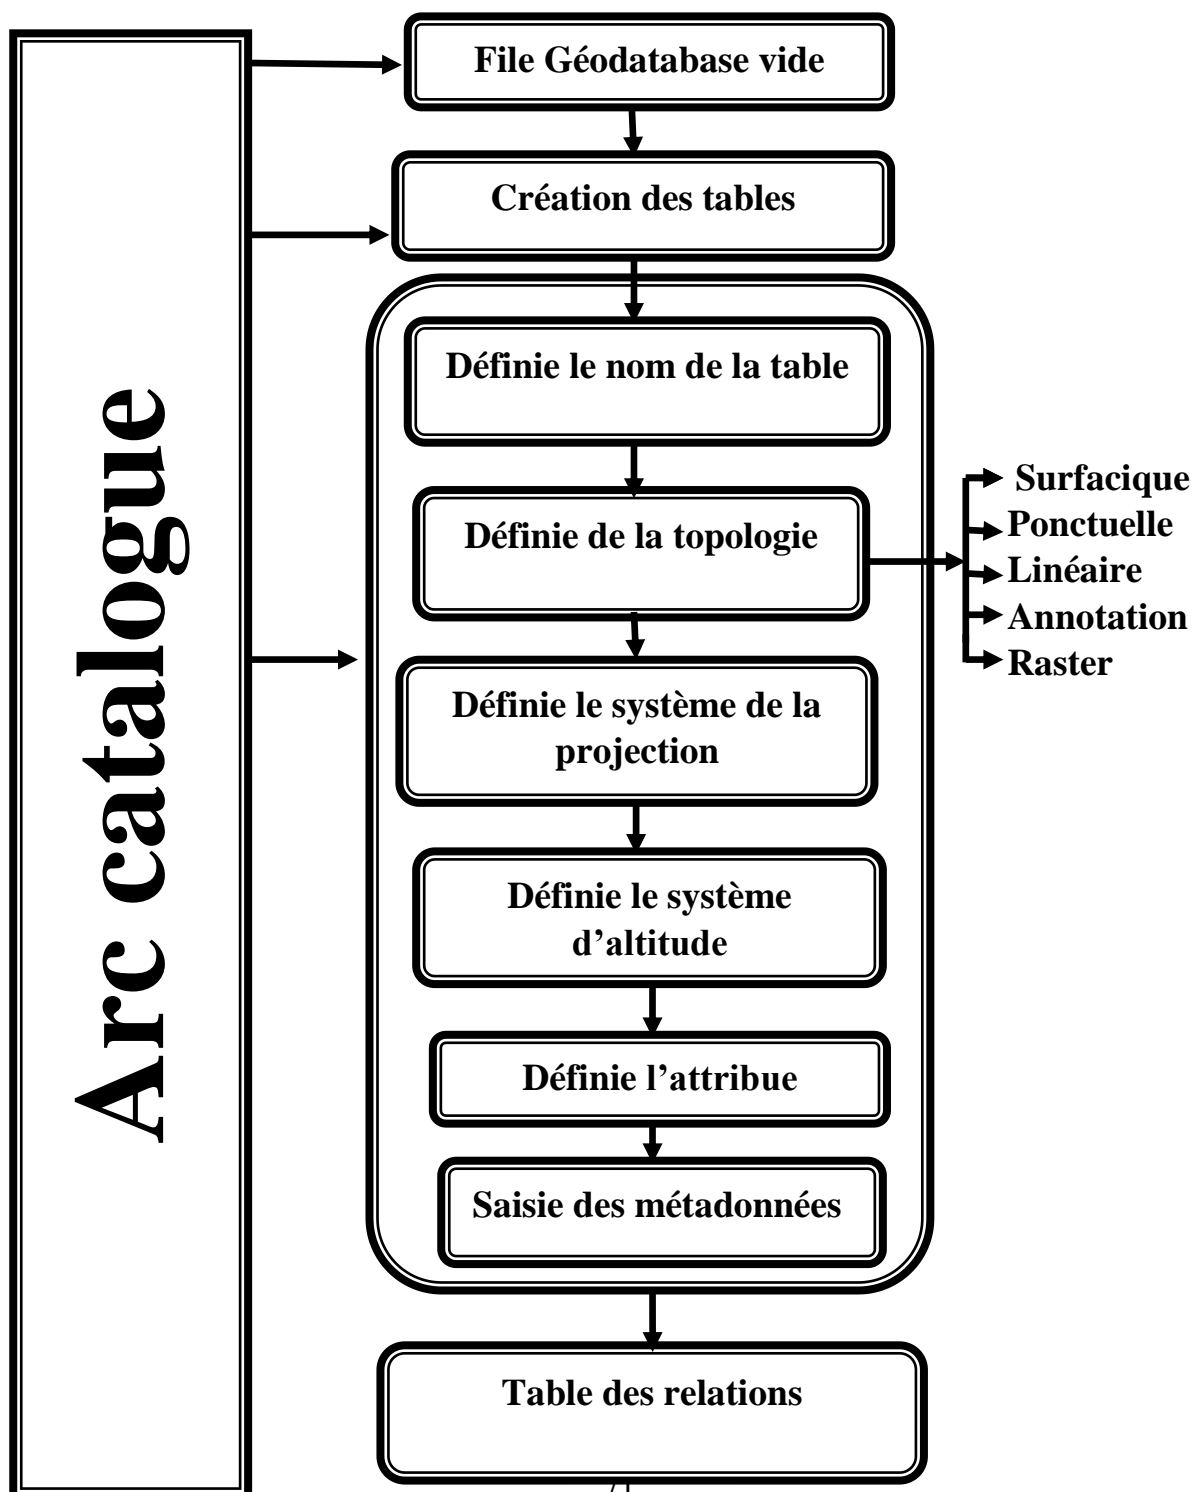 Arc catalogue
File Géodatabase vide
Création des tables
Définie le nom de la table
Définie de la topologie
Surfacique
Ponctuelle
Linéaire
Annotation
Raster
Définie le système de la
projection
Définie le système
d’altitude
Définie l’attribue
Saisie des métadonnées
Table des relations